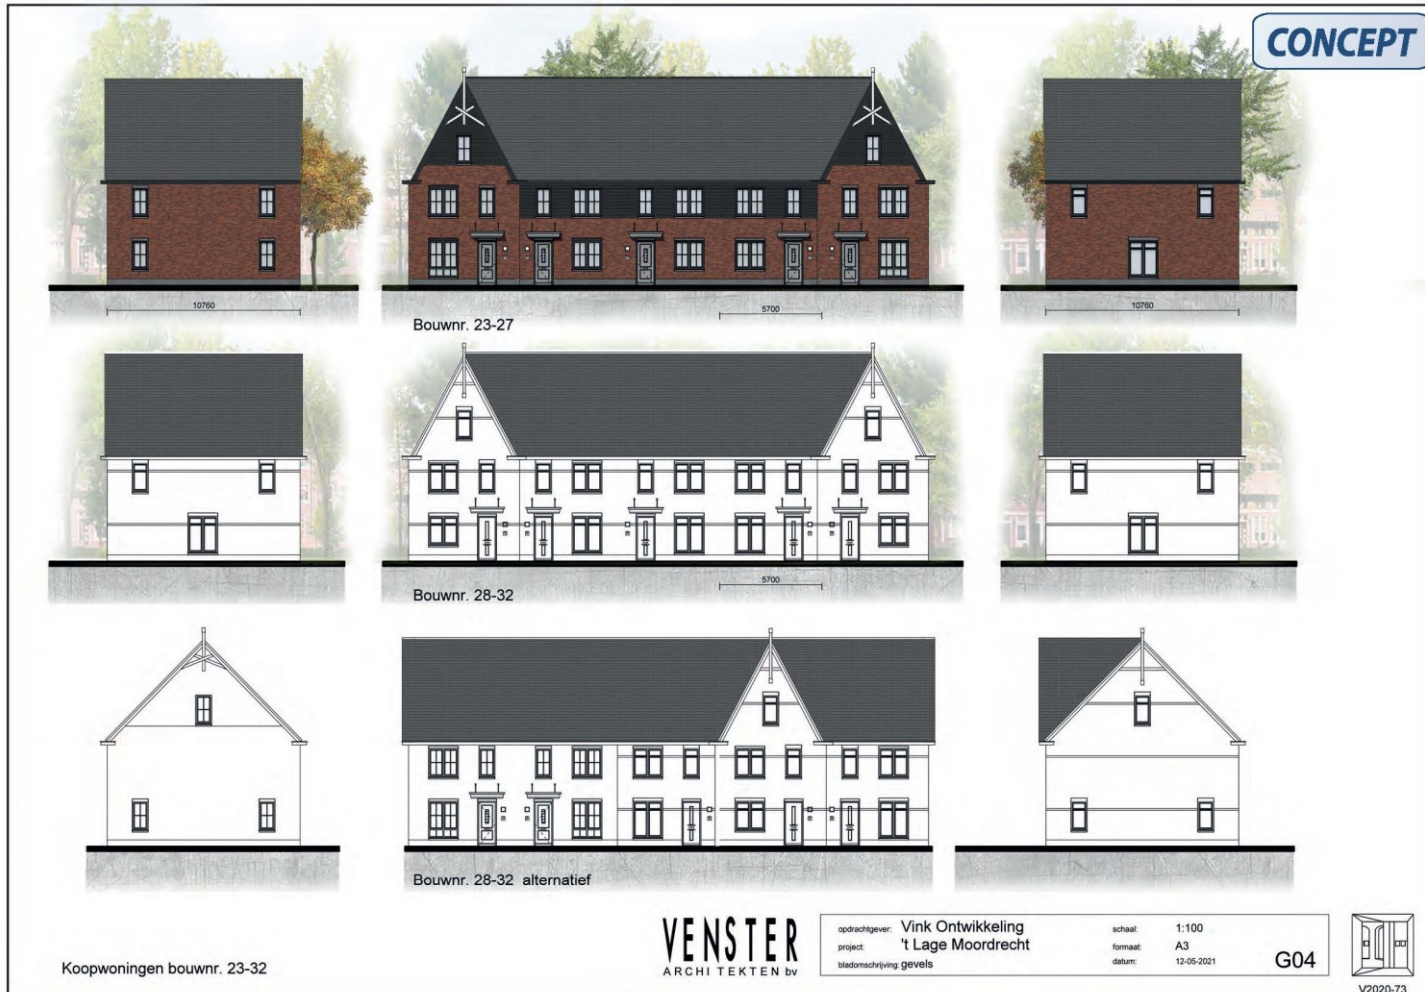 CONCEPT
10760
5700
10760
Bouwnr. 23-27
5700
Bouwnr. 28-32
Bouwnr. 28-32 alternatief
Koopwoningen bouwnr. 23-32
VENSTER
ARCHITEKTEN bv
opdrachtgever: Vink Ontwikkeling
project: 't Lage Moordrecht
bladomschrijving: gevels
schaal: 1:100
formaat: A3
datum: 12-05-2021
G04
V2020-73